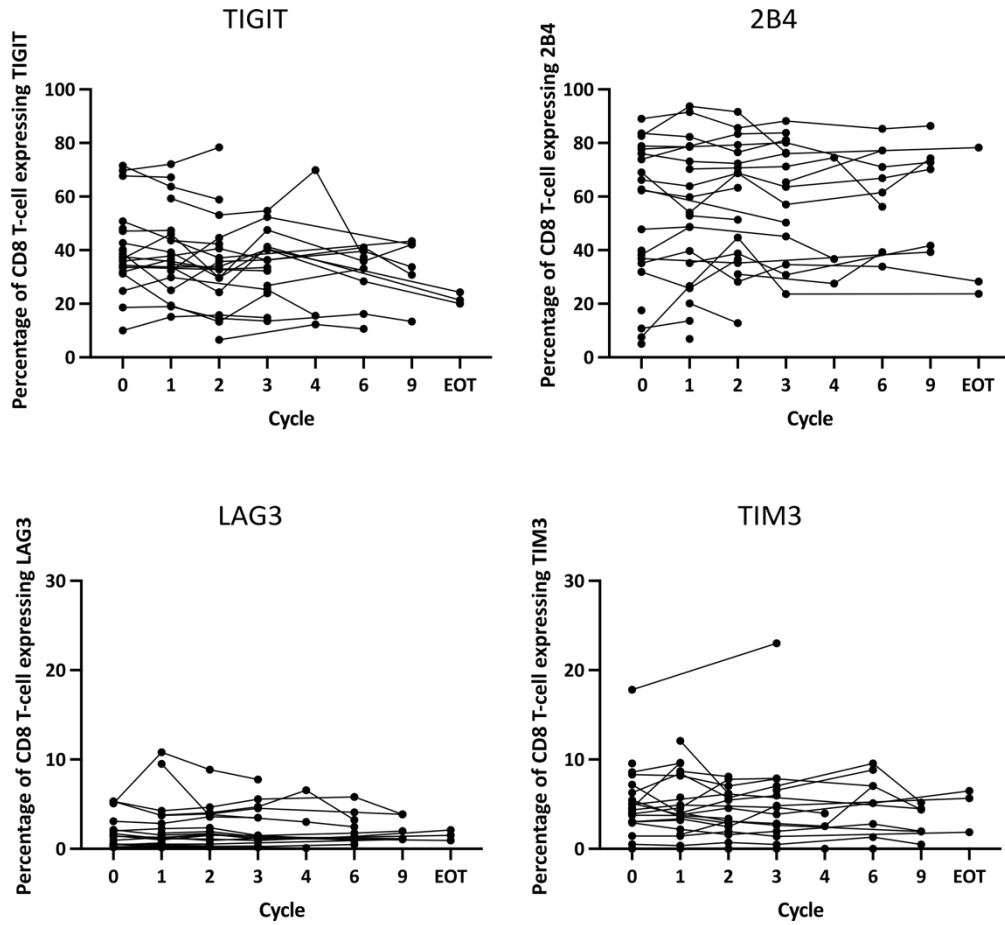 TIGIT
Percentage of CD8 T-cell expressing TIGIT
100
80
60
40
20
0
0 1 2 3 4 6 9 EOT
Cycle
2B4
Percentage of CD8 T-cell expressing 2B4
100
80
60
40
20
0
0 1 2 3 4 6 9 EOT
Cycle
LAG3
Percentage of CD8 T-cell expressing LAG3
30
20
10
0
0 1 2 3 4 6 9 EOT
Cycle
TIM3
Percentage of CD8 T-cell expressing TIM3
30
20
10
0
0 1 2 3 4 6 9 EOT
Cycle